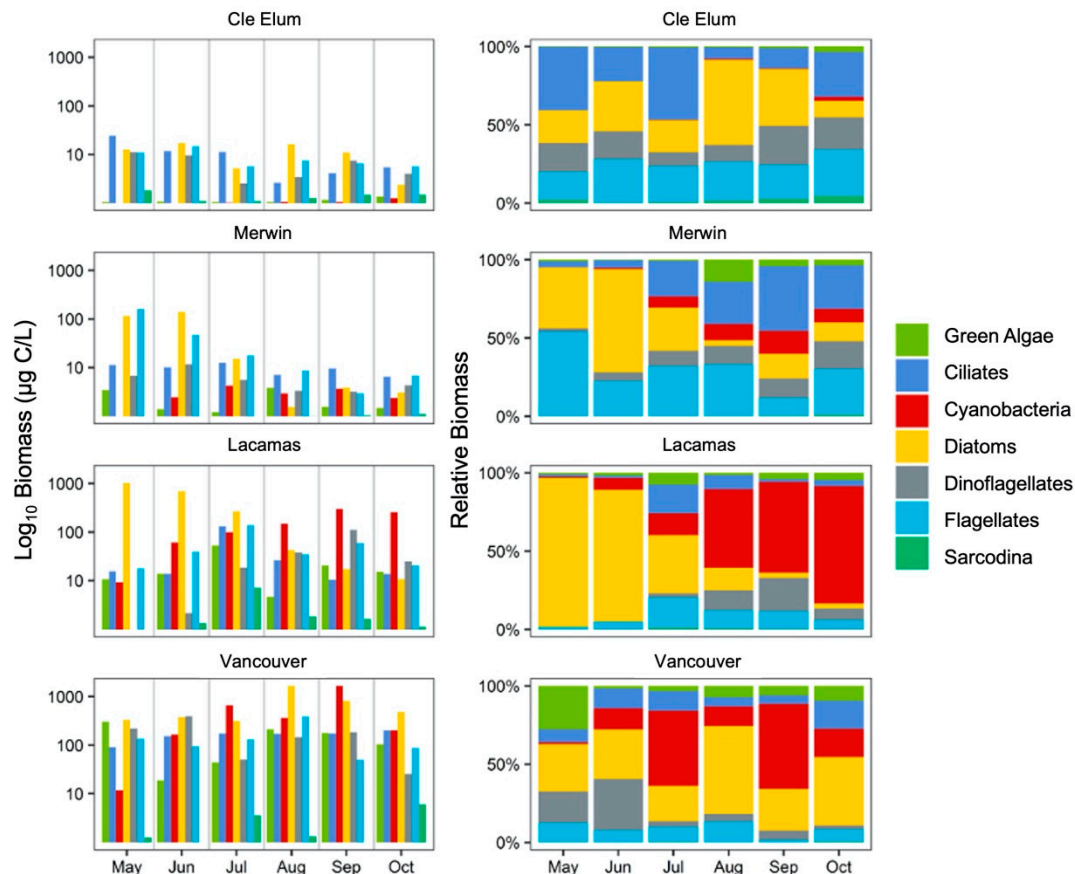 Cle Elum
1000
100
10
100%
50%
0%
Merwin
1000
100
10
Merwin
100%
50%
0%
Lacamas
1000
100
10
Lacamas
100%
50%
0%
Vancouver
1000
100
10
May Jun Jul Aug Sep Oct
Vancouver
100%
50%
0%
May Jun Jul Aug Sep Oct
Log₁₀ Biomass (µg C/L)
Cle Elum
Relative Biomass
Green Algae
Ciliates
Cyanobacteria
Diatoms
Dinoflagellates
Flagellates
Sarcodina